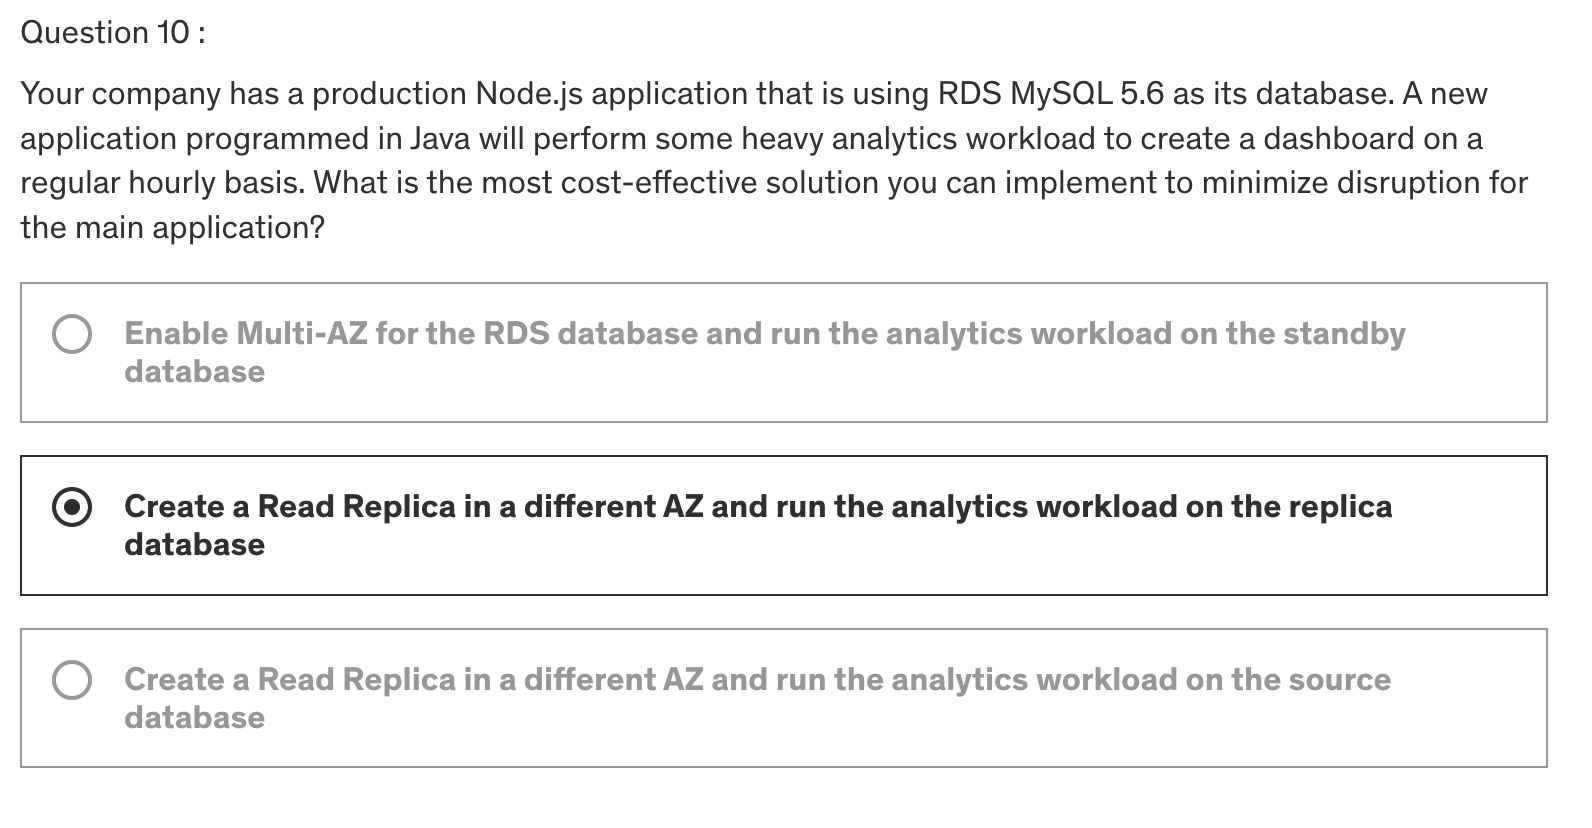 Question 10 :
Your company has a production Node.js application that is using RDS MySQL 5.6 as its database. A new
application programmed in Java will perform some heavy analytics workload to create a dashboard on a
regular hourly basis. What is the most cost-effective solution you can implement to minimize disruption for
the main application?
Enable Multi-AZ for the RDS database and run the analytics workload on the standby
database
Create a Read Replica in a different AZ and run the analytics workload on the replica
database
Create a Read Replica in a different AZ and run the analytics workload on the source
database